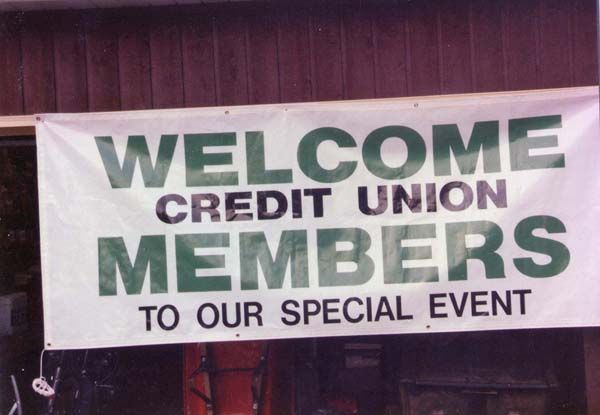 WELCOME
CREDIT UNION
MEMBERS
TO OUR SPECIAL EVENT